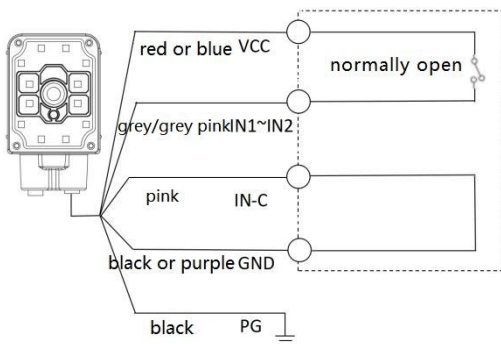 red or blue VCC
normally open
grey/grey pinkIN1~IN2
pink IN-C
black or purple GND
black PG